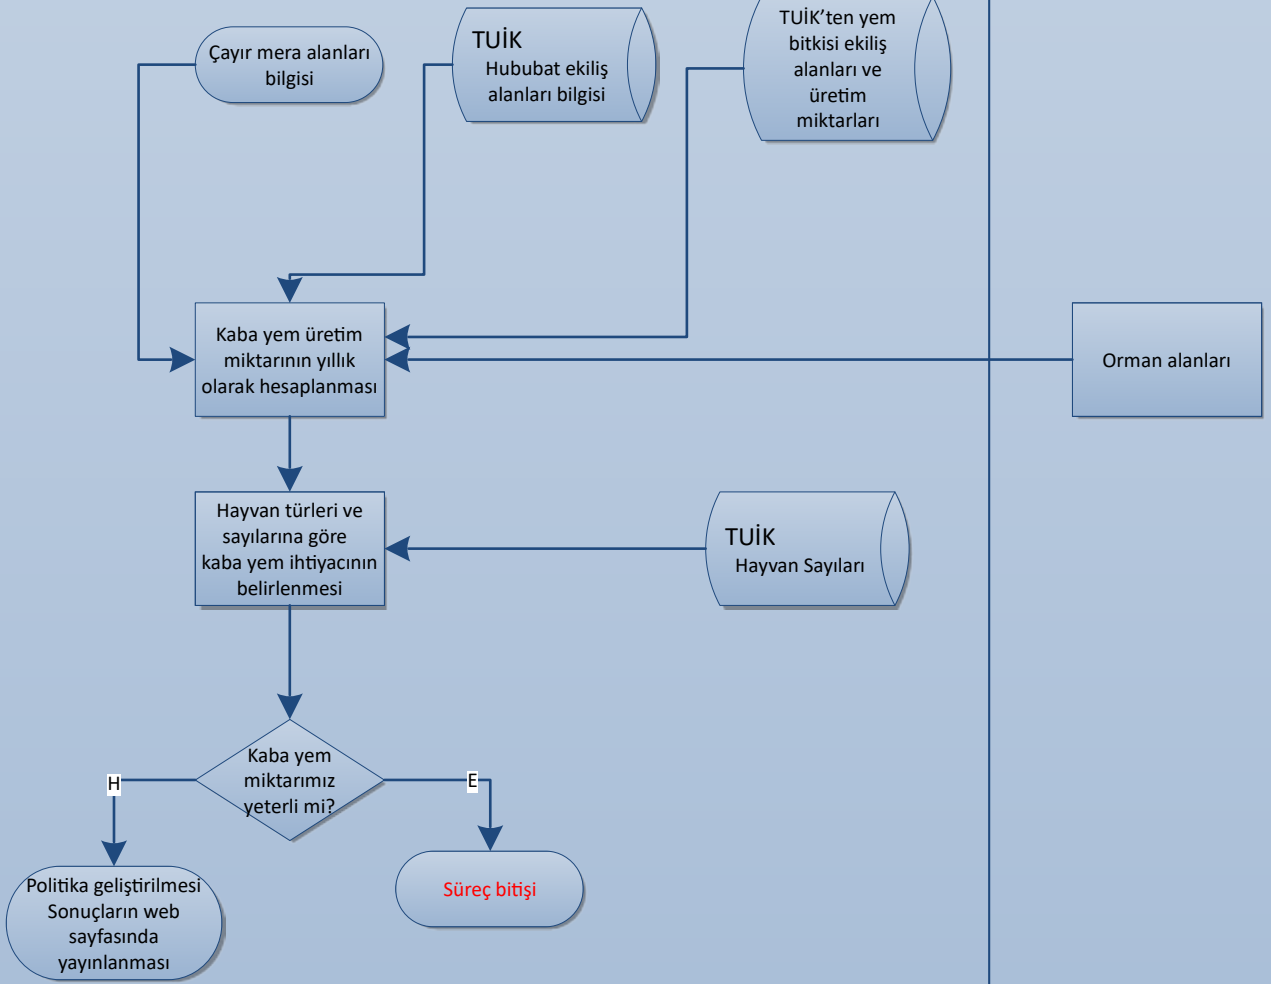 Çayır mera alanları
bilgisi
TUİK
Hububat ekiliş
alanları bilgisi
TUİK’ten yem
bitkisi ekiliş
alanları ve
üretim
miktarları
Kaba yem üretim
miktarının yıllık
olarak hesaplanması
Orman alanları
Hayvan türleri ve
sayılarına göre
kaba yem ihtiyacının
belirlenmesi
TUİK
Hayvan Sayıları
Kaba yem
miktarımız
yeterli mi?
H
E
Politika geliştirilmesi
Sonuçların web
sayfasında
yayınlanması
Süreç bitişi